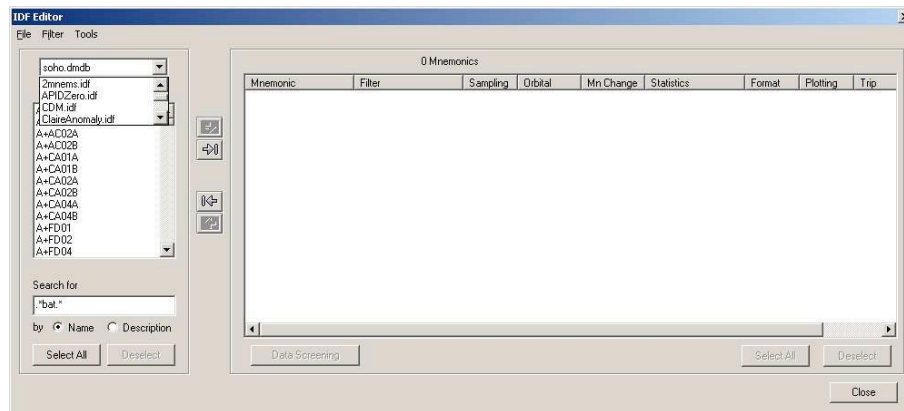 IDF Editor
File Filter Tools
soho.dmdb
2mnems.idf
APIDZero.idf
CDM.idf
ClaireAnomaly.idf
A+AC02A
A+AC02B
A+CA01A
A+CA01B
A+CA02A
A+CA02B
A+CA04A
A+CA04B
A+FD01
A+FD02
A+FD04
Search for
.*bat.*
by Name Description
Select All Deselect
0 Mnemonics
Mnemonic Filter Sampling Orbital Mn Change Statistics Format Plotting Trip
Data Screening Select All Deselect
Close